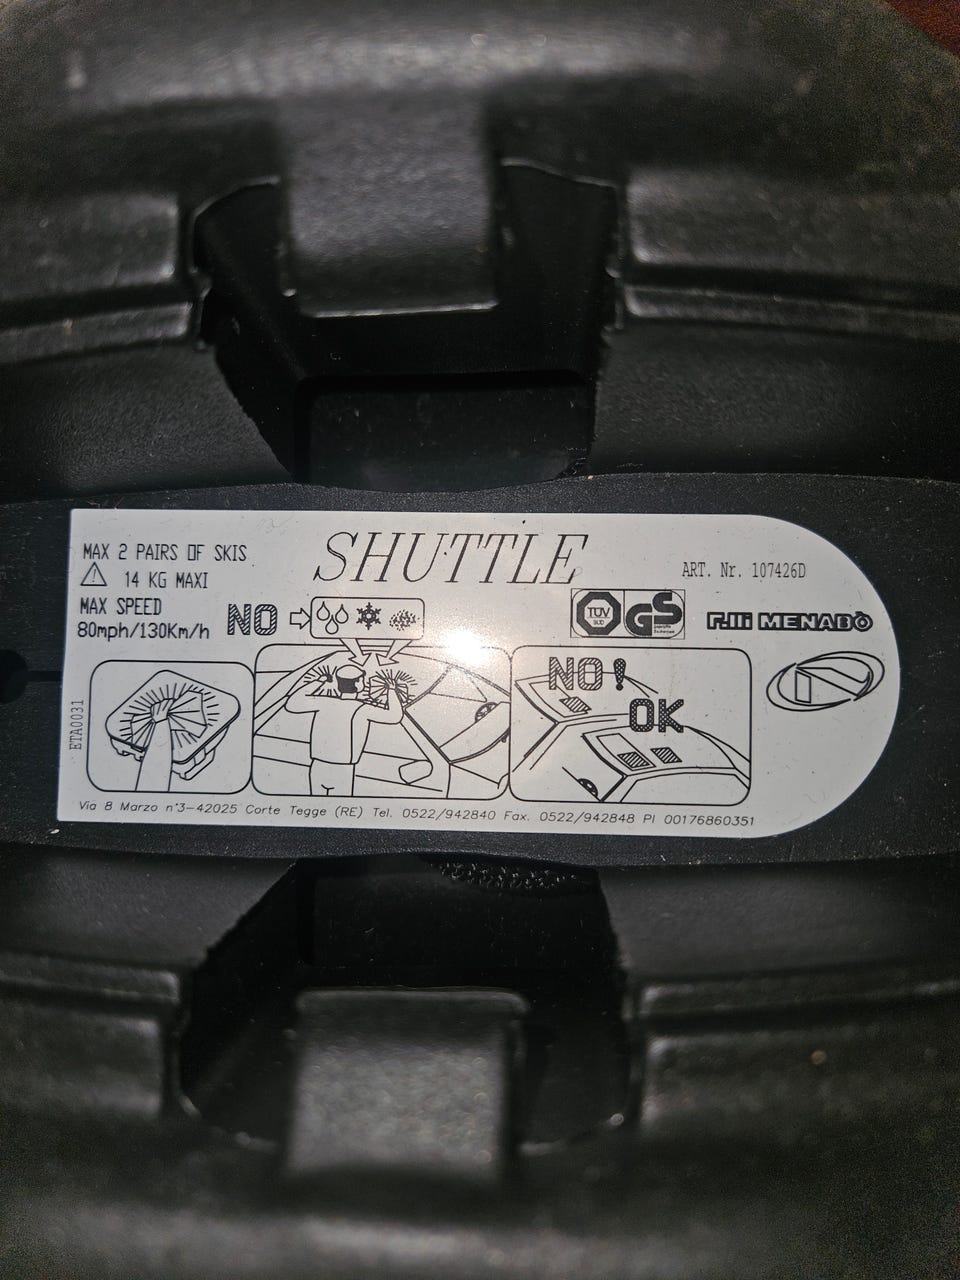 MAX 2 PAIRS OF SKIS
14 KG MAXI
MAX SPEED
80mph/130Km/h
SHUTTLE
ART. Nr. 107426D
NO
TÜV
SÜD
GS
F.lli MENABÒ
NO!
OK
ETA0031
Via 8 Marzo n°3-42025 Corte Tegge (RE) Tel. 0522/942840 Fax. 0522/942848 PI 00176860351